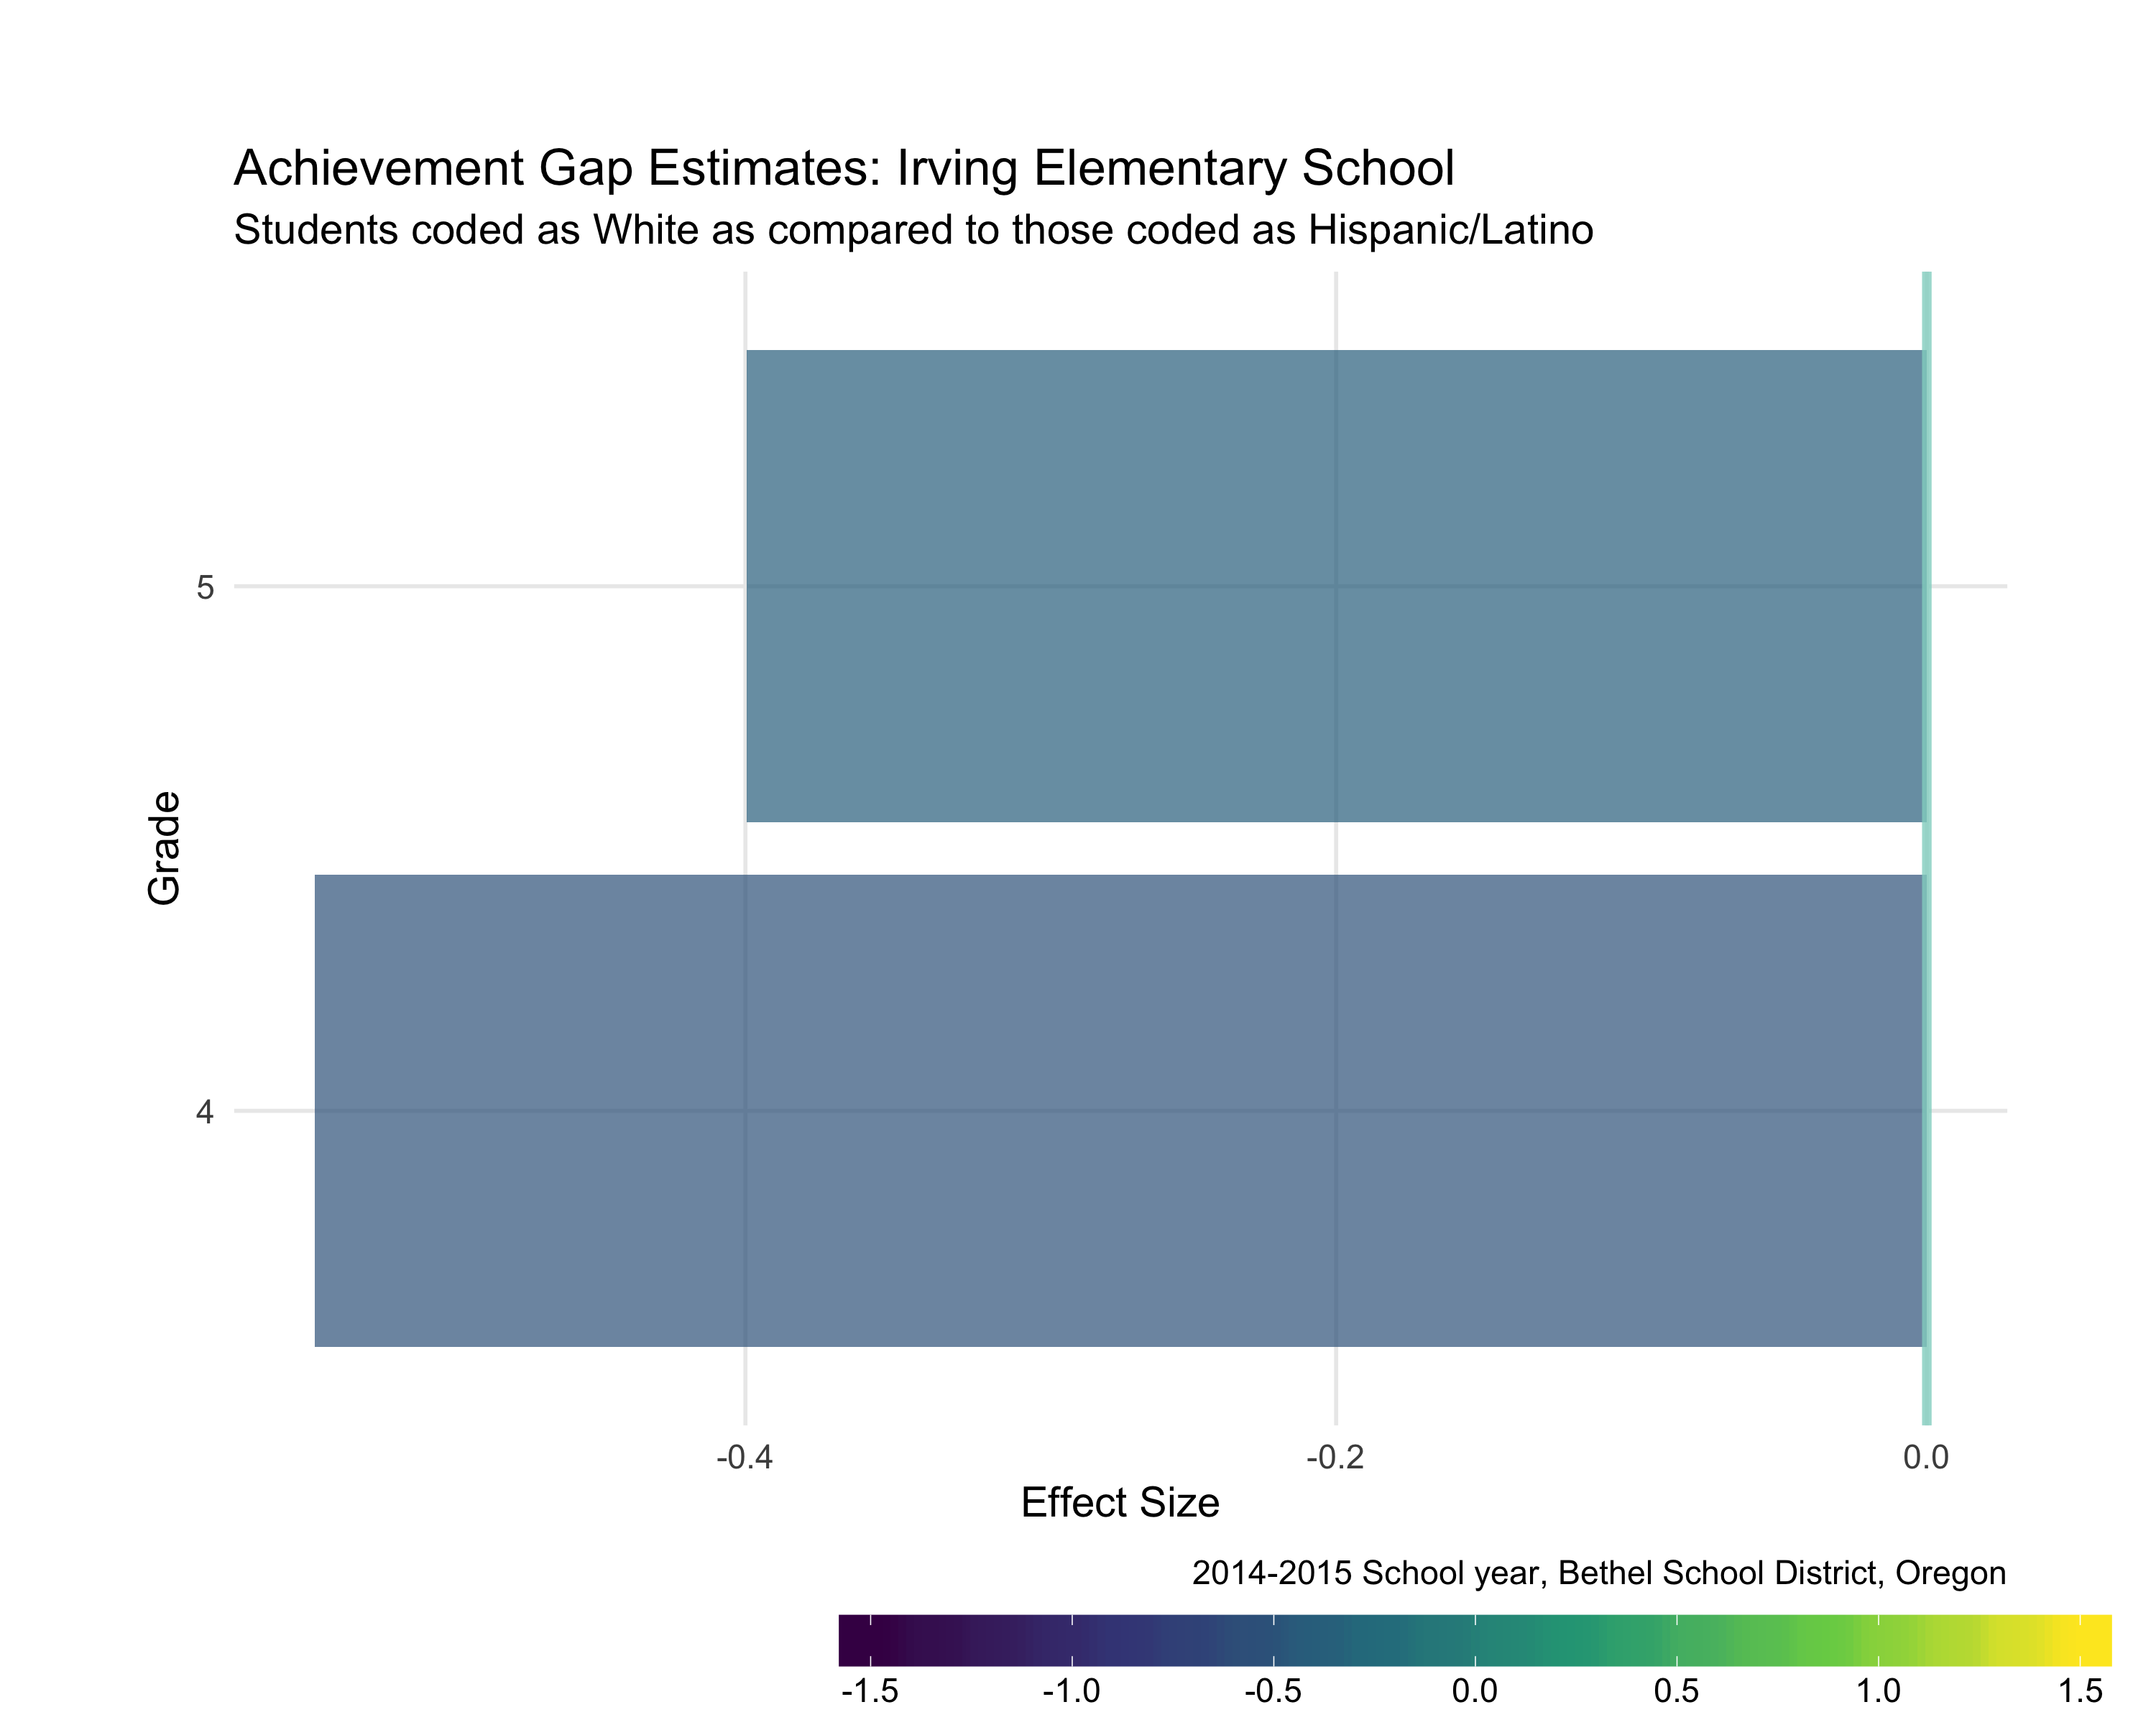 Achievement Gap Estimates: Irving Elementary School
Students coded as White as compared to those coded as Hispanic/Latino
5
Grade
4
-0.4 -0.2 0.0
Effect Size
2014-2015 School year, Bethel School District, Oregon
-1.5 -1.0 -0.5 0.0 0.5 1.0 1.5